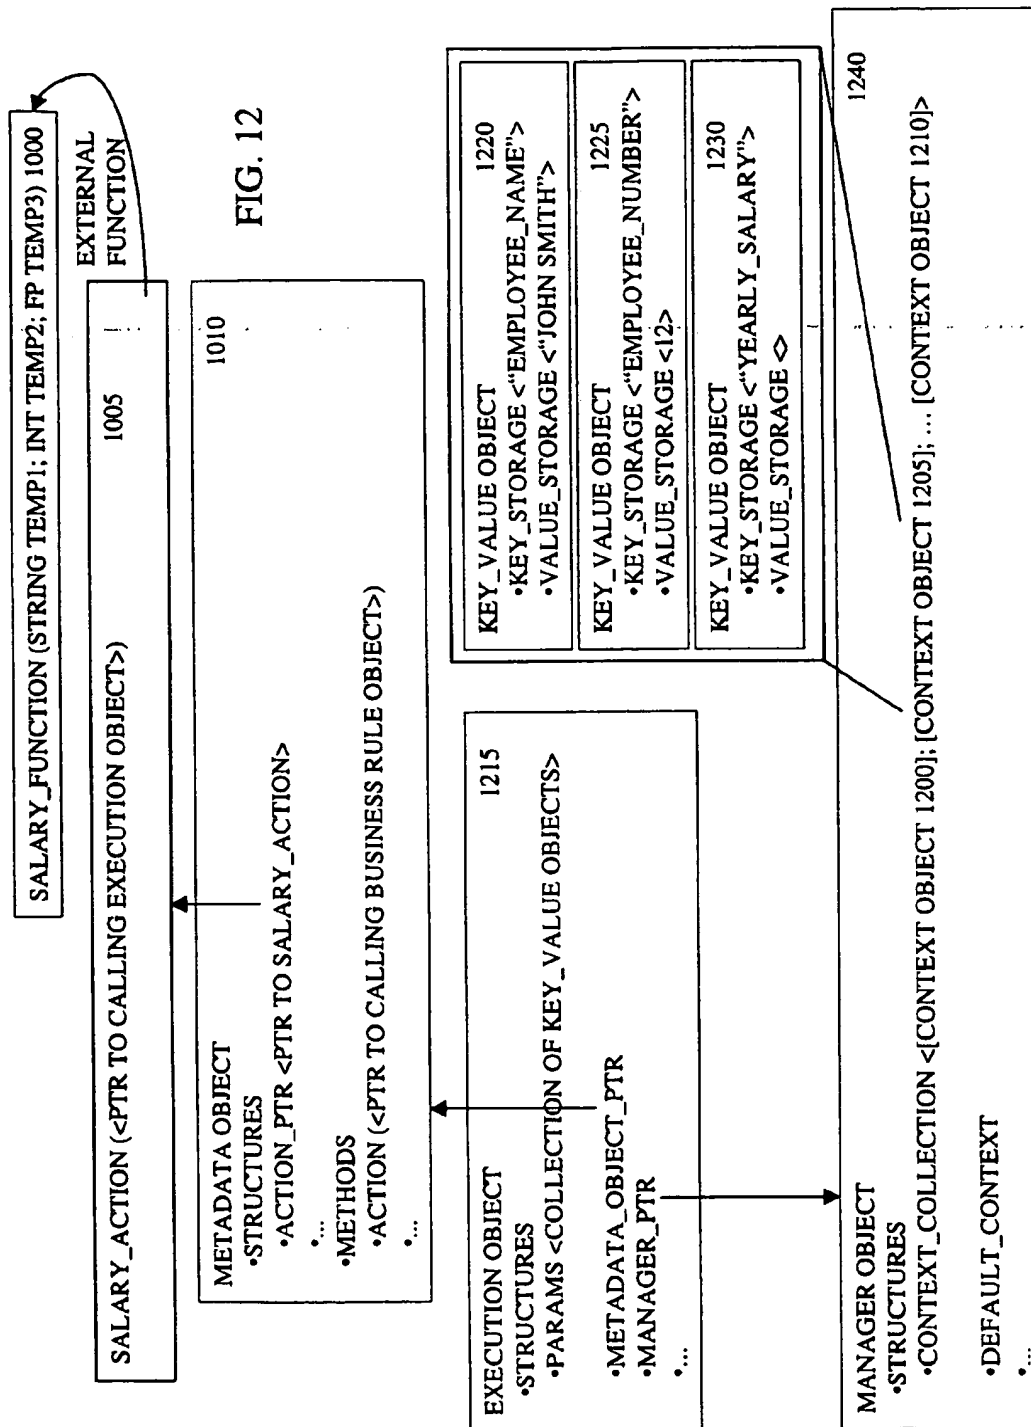 SALARY_FUNCTION (STRING TEMP1; INT TEMP2; FP TEMP3) 1000
EXTERNAL
FUNCTION
SALARY_ACTION (<PTR TO CALLING EXECUTION OBJECT>)
1005
FIG. 12
1010
METADATA OBJECT
•STRUCTURES
•ACTION_PTR <PTR TO SALARY_ACTION>
•...
•METHODS
•ACTION (<PTR TO CALLING BUSINESS RULE OBJECT>)
•...
1215
EXECUTION OBJECT
•STRUCTURES
•PARAMS <COLLECTION OF KEY_VALUE OBJECTS>
•METADATA_OBJECT_PTR
•MANAGER_PTR
•...
KEY_VALUE OBJECT 1220
•KEY_STORAGE <“EMPLOYEE_NAME”>
•VALUE_STORAGE <“JOHN SMITH”>
KEY_VALUE OBJECT 1225
•KEY_STORAGE <“EMPLOYEE_NUMBER”>
•VALUE_STORAGE <12>
KEY_VALUE OBJECT 1230
•KEY_STORAGE <“YEARLY_SALARY”>
•VALUE_STORAGE <>
1240
MANAGER OBJECT
•STRUCTURES
•CONTEXT_COLLECTION <[CONTEXT OBJECT 1200]; [CONTEXT OBJECT 1205]; ... [CONTEXT OBJECT 1210]>
•DEFAULT_CONTEXT
•...